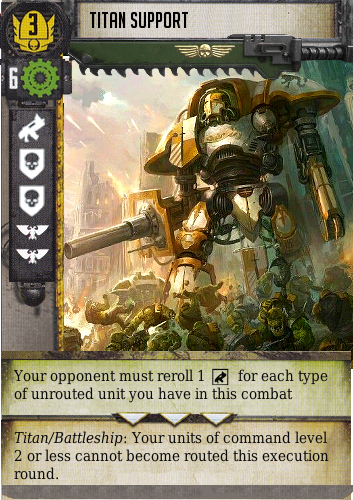 3
TITAN SUPPORT
6
Your opponent must reroll 1 for each type
of unrouted unit you have in this combat
Titan/Battleship: Your units of command level
2 or less cannot become routed this execution
round.